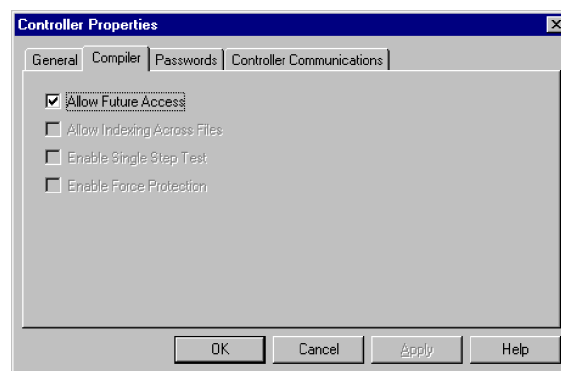 Controller Properties
General Compiler Passwords Controller Communications
Allow Future Access
Allow Indexing Across Files
Enable Single Step Test
Enable Force Protection
OK Cancel Apply Help